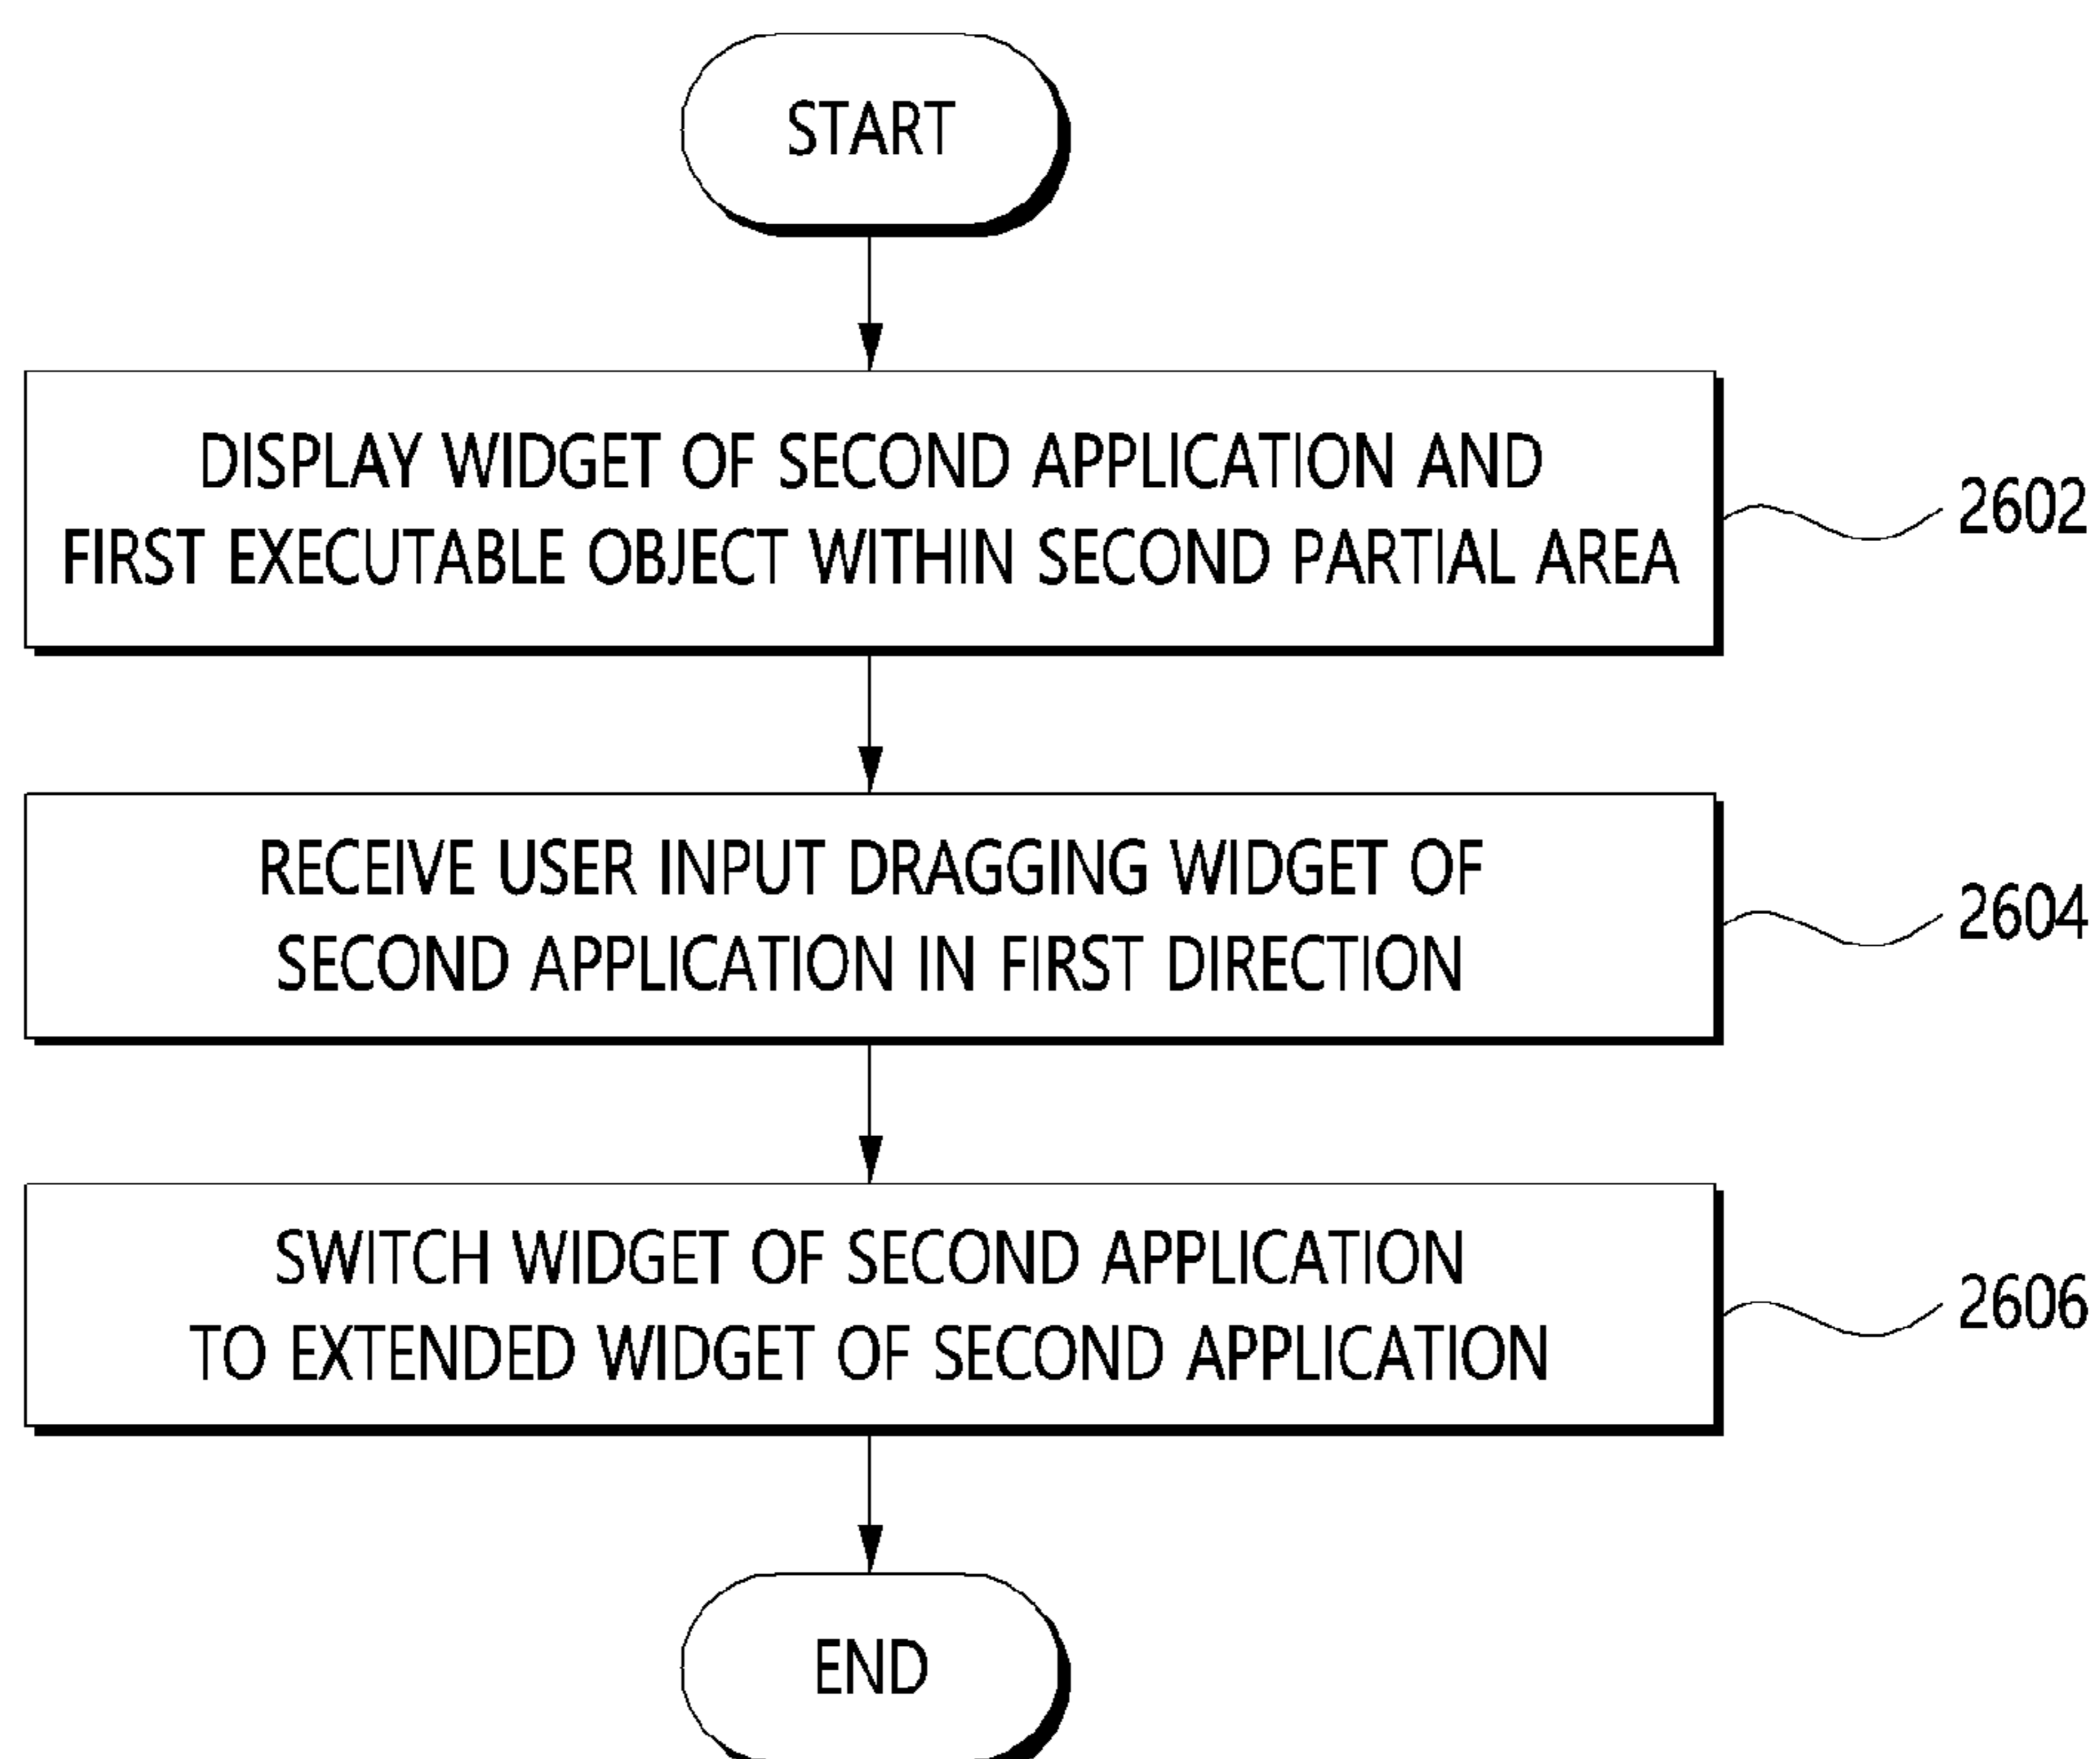 START
DISPLAY WIDGET OF SECOND APPLICATION AND
FIRST EXECUTABLE OBJECT WITHIN SECOND PARTIAL AREA
2602
RECEIVE USER INPUT DRAGGING WIDGET OF
SECOND APPLICATION IN FIRST DIRECTION
2604
SWITCH WIDGET OF SECOND APPLICATION
TO EXTENDED WIDGET OF SECOND APPLICATION
2606
END